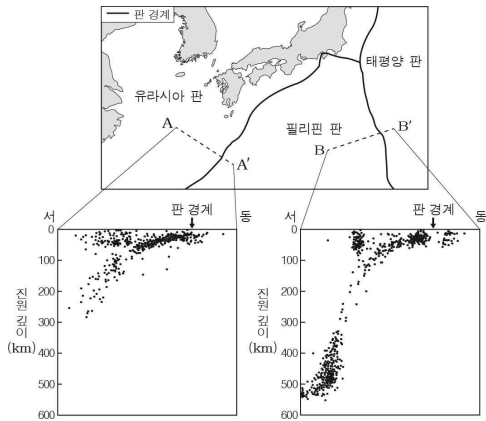 판 경계
태평양 판
유라시아 판
A
A′
필리핀 판
B
B′
서 판 경계 동
0
100
200
300
400
500
600
진원 깊이 (km)
서 판 경계 동
0
100
200
300
400
500
600
진원 깊이 (km)